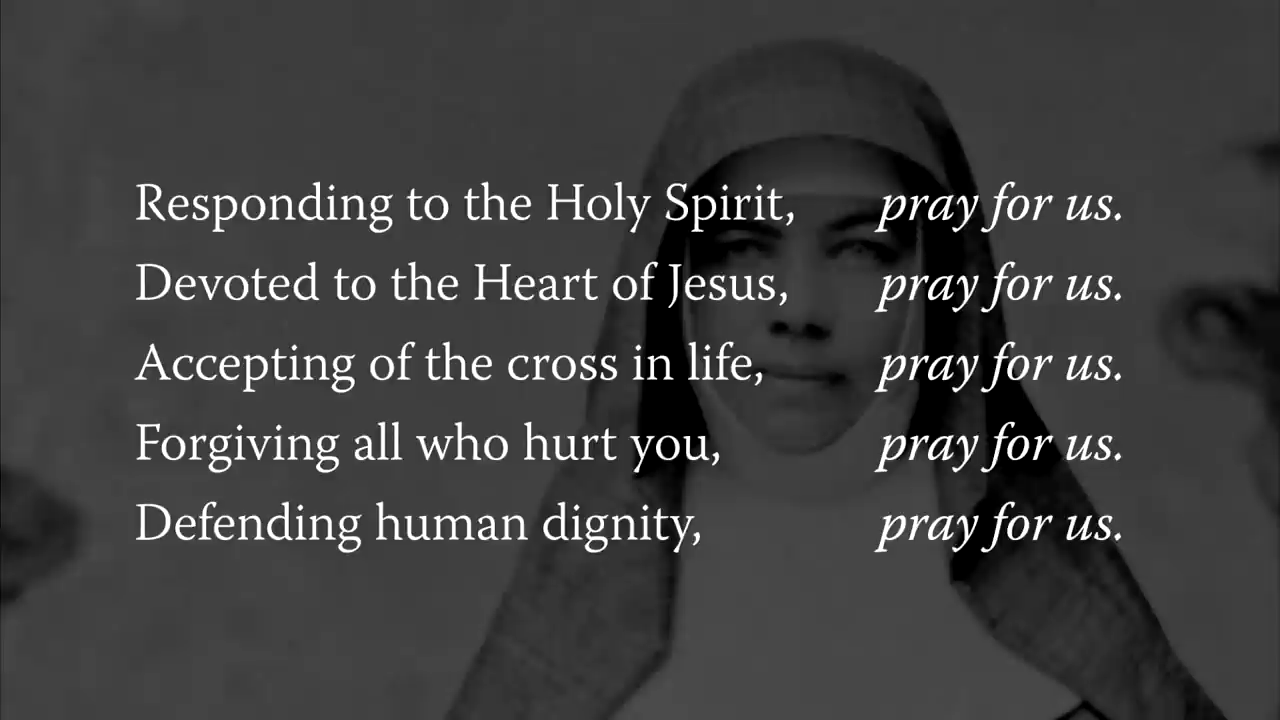 Responding to the Holy Spirit, pray for us.
Devoted to the Heart of Jesus, pray for us.
Accepting of the cross in life, pray for us.
Forgiving all who hurt you, pray for us.
Defending human dignity, pray for us.